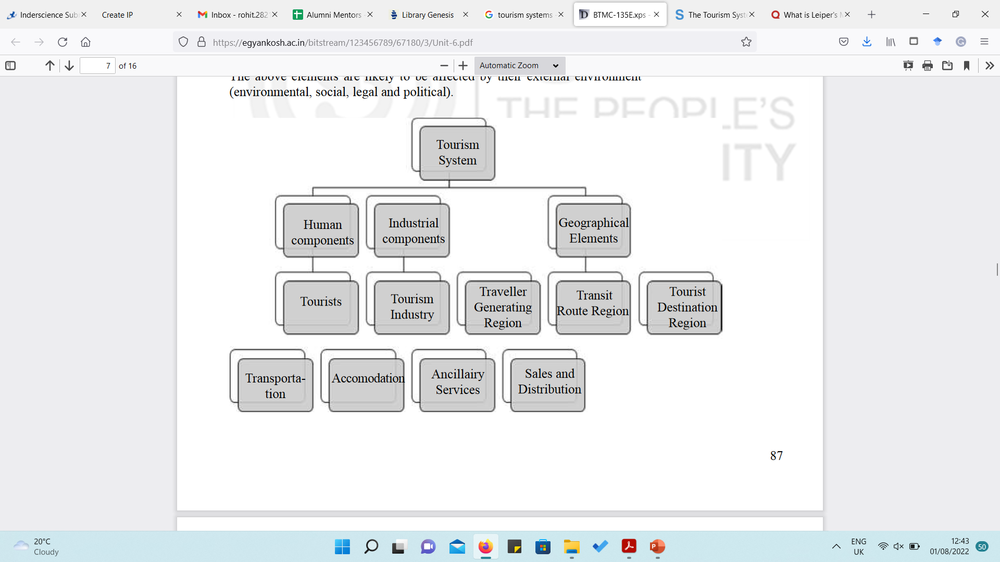 Inderscience Sub
Create IP
Inbox - rohit.282
Alumni Mentors
Library Genesis
tourism systems
BTMC-135E.xps -
The Tourism Syst
What is Leiper's
https://egyankosh.ac.in/bitstream/123456789/67180/3/Unit-6.pdf
7 of 16
Automatic Zoom
The above elements are likely to be affected by their external environment
(environmental, social, legal and political).
THE PEOPLE'S
ITY
Tourism
System
Human
components
Industrial
components
Geographical
Elements
Tourists
Tourism
Industry
Traveller
Generating
Region
Transit
Route Region
Tourist
Destination
Region
Transporta-
tion
Accomodation
Ancillairy
Services
Sales and
Distribution
87
20°C
Cloudy
ENG
UK
12:43
01/08/2022
50